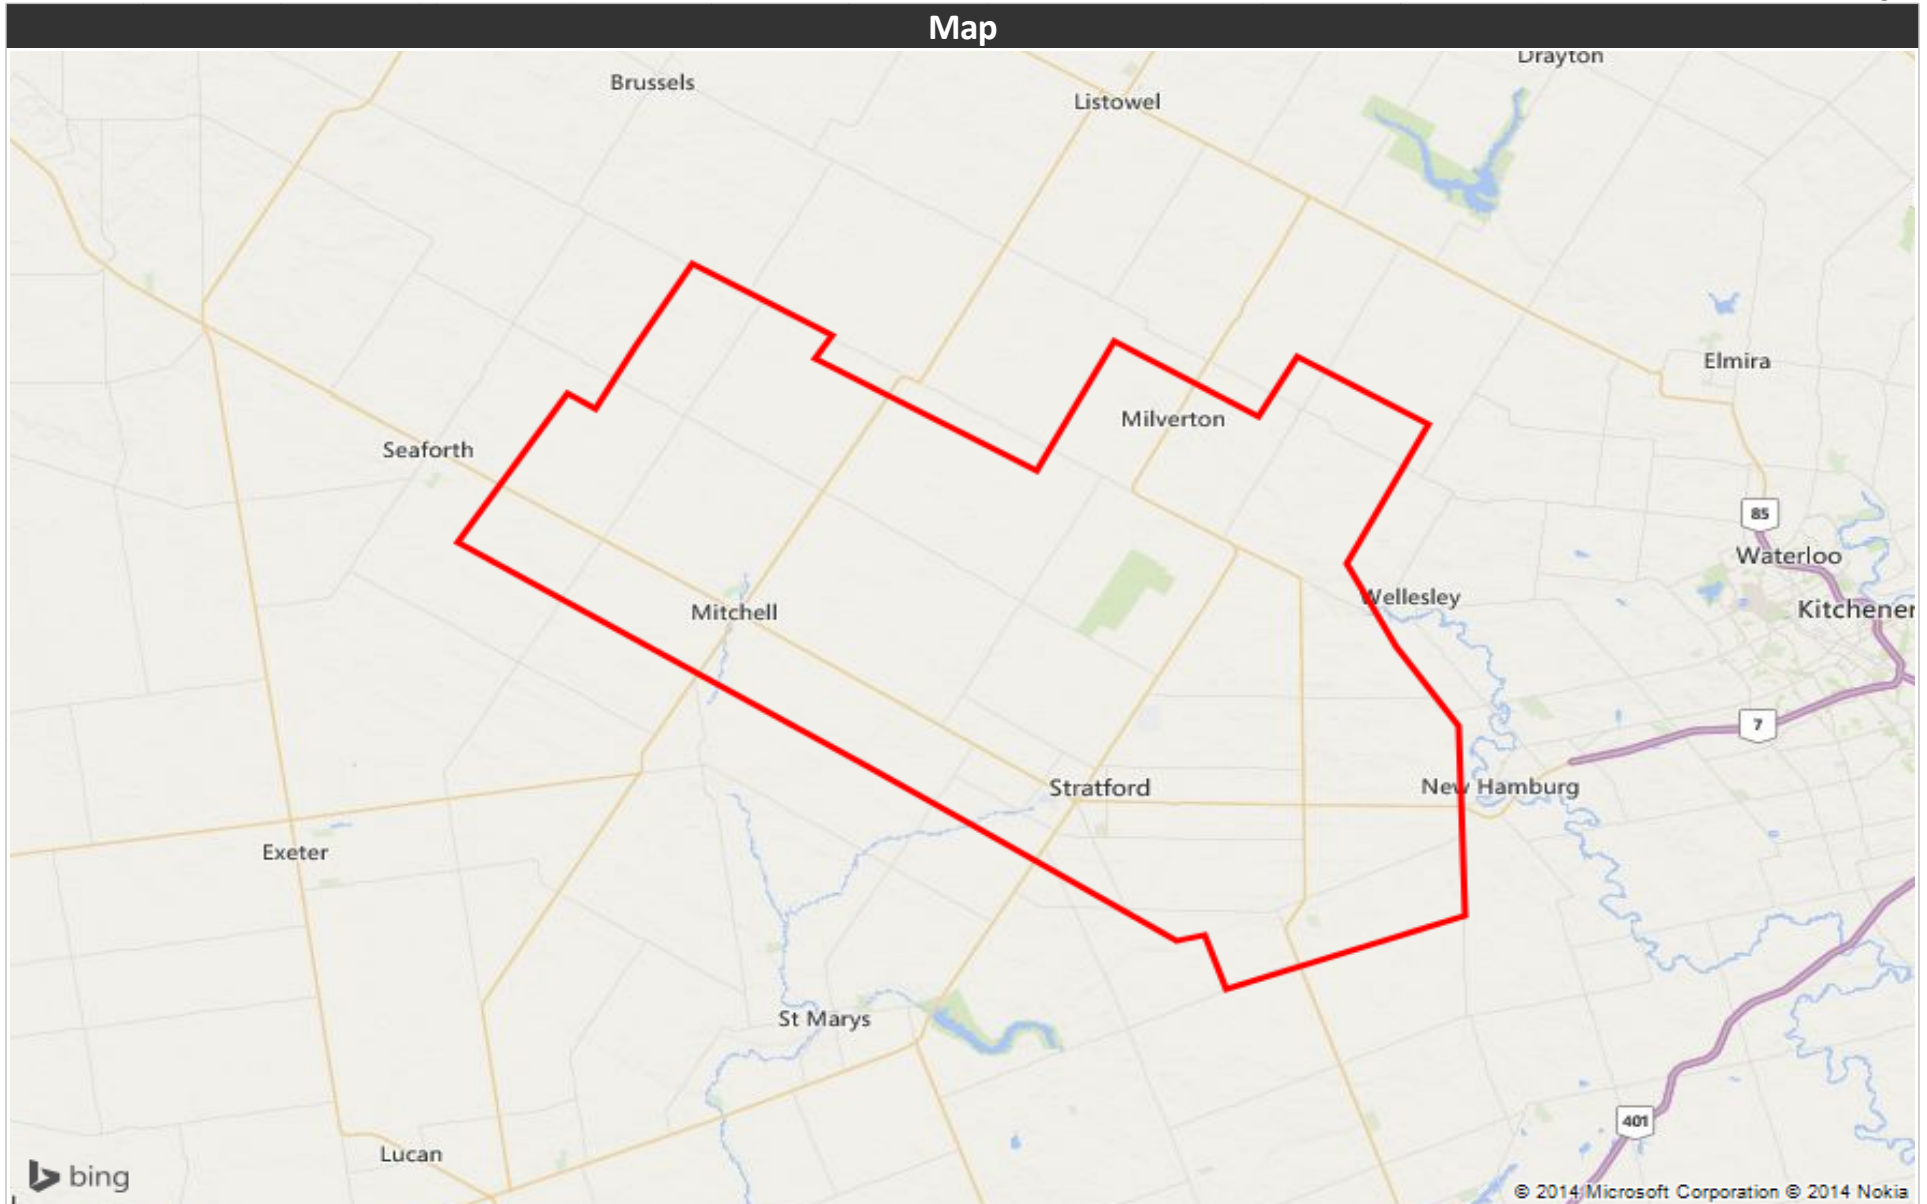 Map
Drayton
Brussels
Listowel
Elmira
Milverton
Seaforth
85
Waterloo
Wellesley
Kitchener
Mitchell
7
Stratford
New Hamburg
Exeter
St Marys
401
Lucan
bing
© 2014 Microsoft Corporation © 2014 Nokia